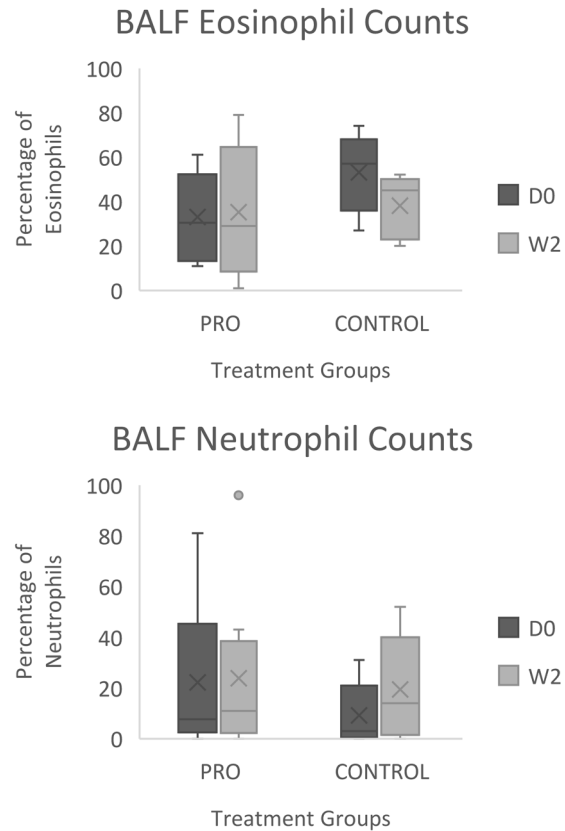 BALF Eosinophil Counts
Percentage of
Eosinophils
100
80
60
40
20
0
PRO
CONTROL
Treatment Groups
D0
W2
BALF Neutrophil Counts
Percentage of
Neutrophils
100
80
60
40
20
0
PRO
CONTROL
Treatment Groups
D0
W2